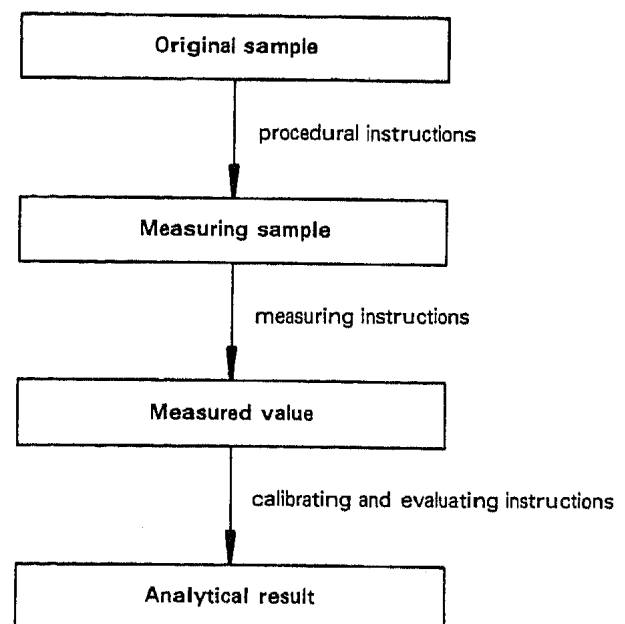 Original sample
procedural instructions
Measuring sample
measuring instructions
Measured value
calibrating and evaluating instructions
Analytical result